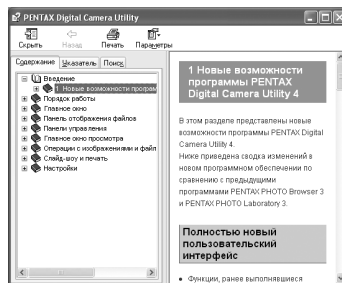 PENTAX Digital Camera Utility
Скрыть Назад Печать Параметры
Содержание Указатель Поиск
Введение
1 Новые возможности програм
Порядок работы
Главное окно
Панель отображения файлов
Панели управления
Главное окно просмотра
Операции с изображениями и файл
Слайд-шоу и печать
Настройки
1 Новые возможности
программы PENTAX
Digital Camera Utility 4
В этом разделе представлены новые
возможности программы PENTAX Digital
Camera Utility 4.
Ниже приведена сводка изменений в
новом программном обеспечении по
сравнению с предыдущими
программами PENTAX PHOTO Browser 3
и PENTAX PHOTO Laboratory 3.
Полностью новый
пользовательский
интерфейс
• Функции, ранее выполнявшиеся